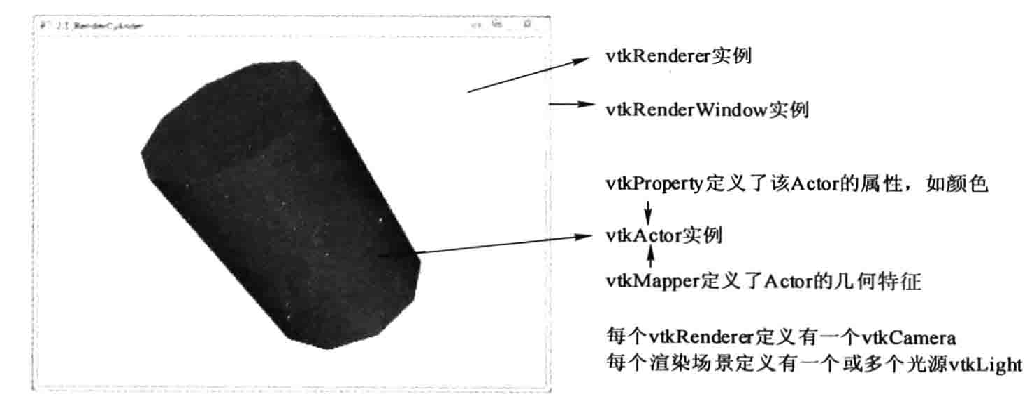 2.1_RenderCylinder
vtkRenderer实例
vtkRenderWindow实例
vtkProperty定义了该Actor的属性，如颜色
vtkActor实例
vtkMapper定义了Actor的几何特征
每个vtkRenderer定义有一个vtkCamera
每个渲染场景定义有一个或多个光源vtkLight